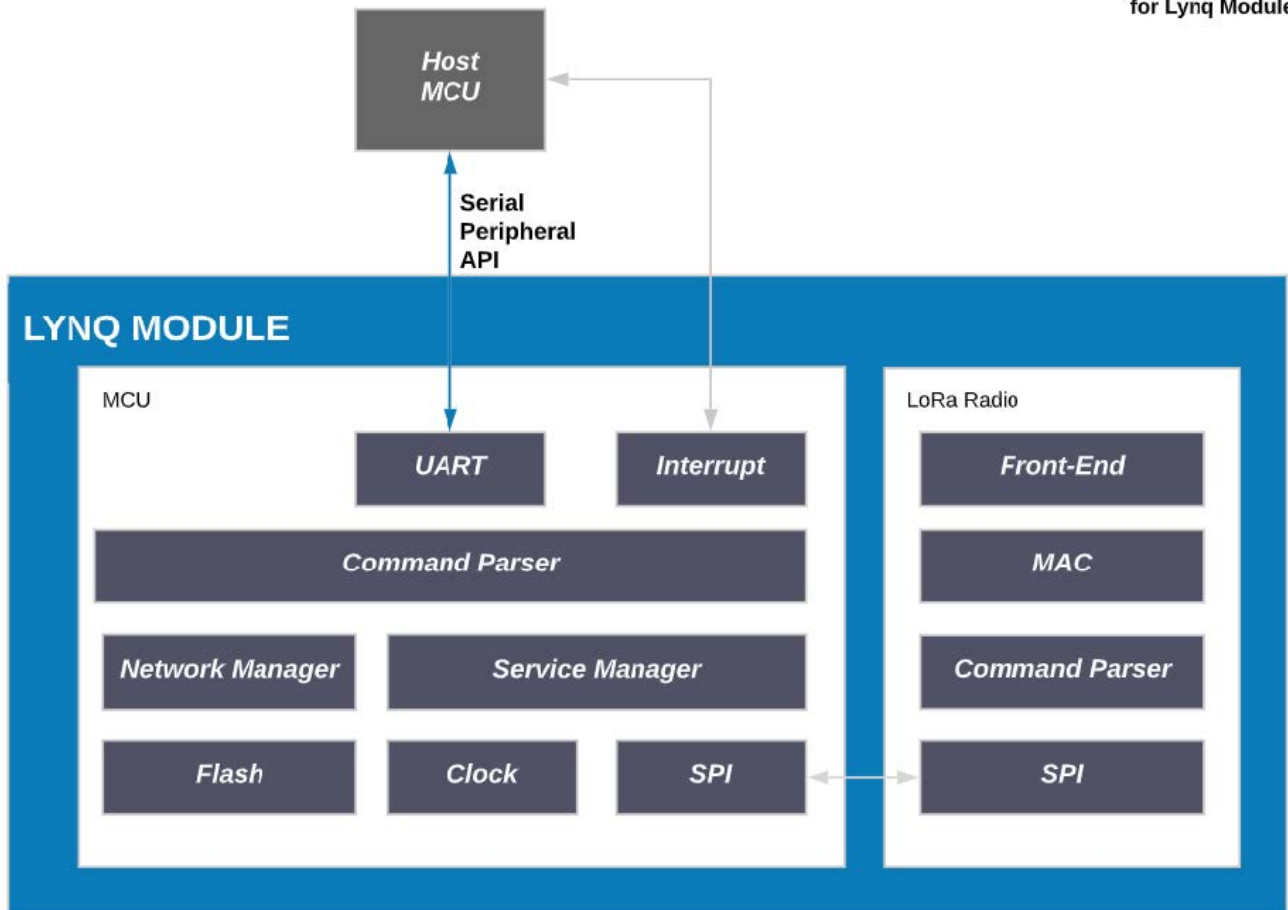 for Lynq Module
Host
MCU
Serial
Peripheral
API
LYNQ MODULE
MCU
LoRa Radio
UART
Interrupt
Front-End
Command Parser
MAC
Network Manager
Service Manager
Command Parser
Flash
Clock
SPI
SPI